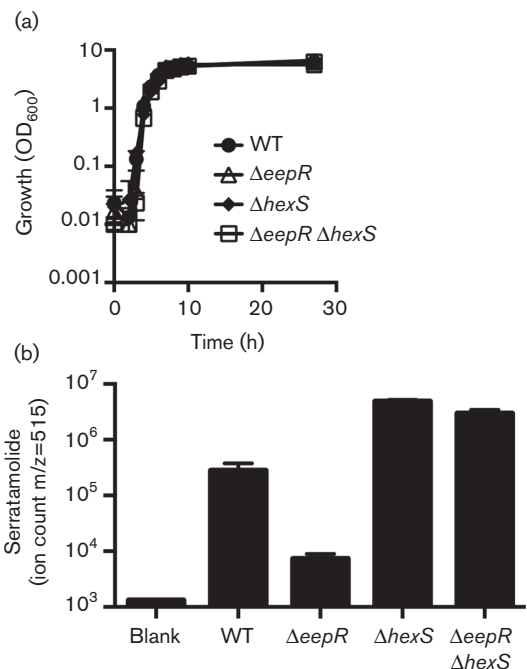 (a)
10
1
0.1
0.01
0.001
Growth (OD600)
WT
ΔeepR
ΔhexS
ΔeepR ΔhexS
0 10 20 30
Time (h)
(b)
10^7
10^6
10^5
10^4
10^3
Serratamolide
(ion count m/z=515)
Blank WT ΔeepR ΔhexS ΔeepR
ΔhexS